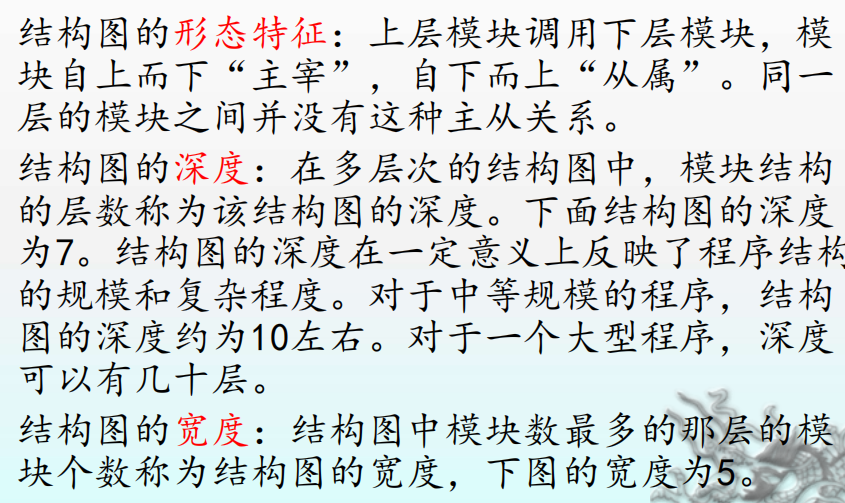 结构图的形态特征：上层模块调用下层模块，模
块自上而下“主宰”，自下而上“从属”。同一
层的模块之间并没有这种主从关系。
结构图的深度：在多层次的结构图中，模块结构
的层数称为该结构图的深度。下面结构图的深度
为7。结构图的深度在一定意义上反映了程序结构
的规模和复杂程度。对于中等规模的程序，结构
图的深度约为10左右。对于一个大型程序，深度
可以有几十层。
结构图的宽度：结构图中模块数最多的那层的模
块个数称为结构图的宽度，下图的宽度为5。